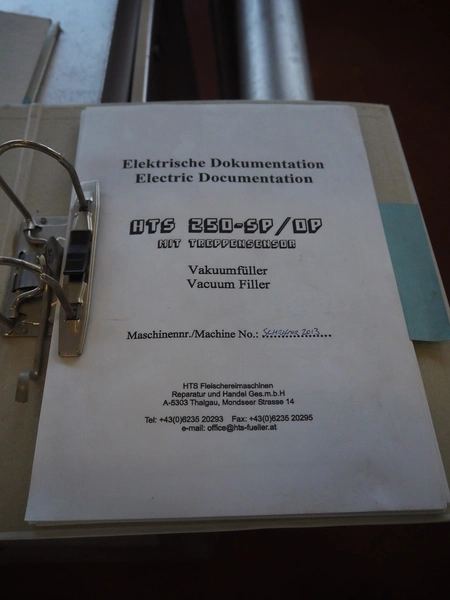 Elektrische Dokumentation
Electric Documentation
HTS 250-SP/OP
MIT TREPPENSENSOR
Vakuumfüller
Vacuum Filler
Maschinennr./Machine No.: 2013
HTS Fleischereimaschinen
Reparatur und Handel Ges.m.b.H
A-5303 Thalgau, Mondseer Strasse 14
Tel: +43(0)6235 20293 Fax: +43(0)6235 20295
e-mail: office@hts-fueller.at